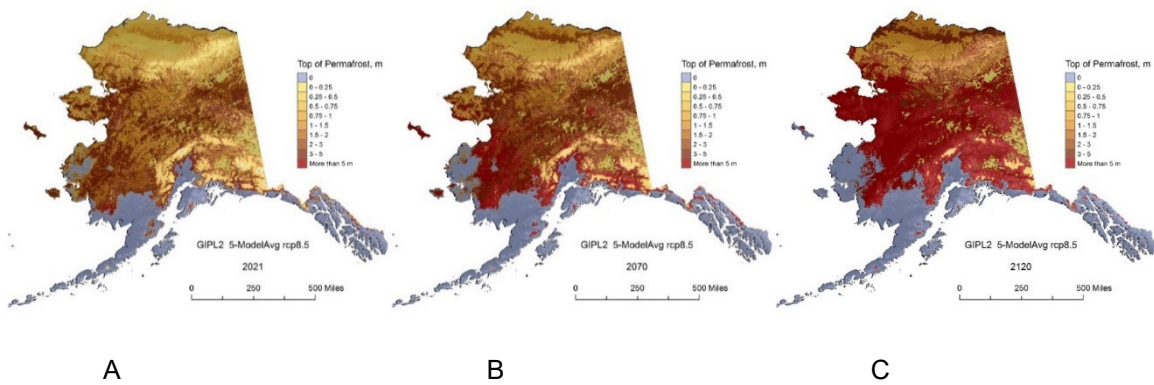 Top of Permafrost, m
0
0 - 0.25
0.25 - 0.5
0.5 - 0.75
0.75 - 1
1 - 1.5
1.5 - 2
2 - 3
3 - 5
More than 5 m
GIPL2 5-ModelAvg rcp8.5
2021
0 250 500 Miles
Top of Permafrost, m
0
0 - 0.25
0.25 - 0.5
0.5 - 0.75
0.75 - 1
1 - 1.5
1.5 - 2
2 - 3
3 - 5
More than 5 m
GIPL2 5-ModelAvg rcp8.5
2070
0 250 500 Miles
Top of Permafrost, m
0
0 - 0.25
0.25 - 0.5
0.5 - 0.75
0.75 - 1
1 - 1.5
1.5 - 2
2 - 3
3 - 5
More than 5 m
GIPL2 5-ModelAvg rcp8.5
2120
0 250 500 Miles
A B C